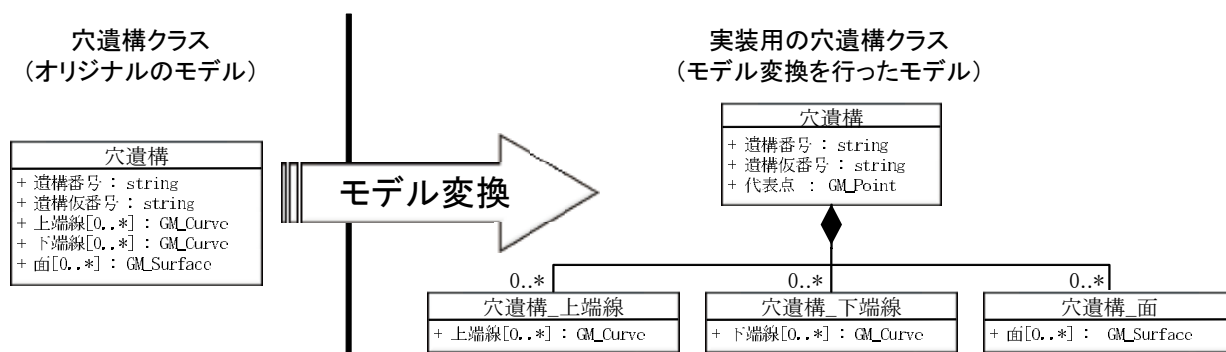 穴遺構クラス
（オリジナルのモデル）
穴遺構
+ 遺構番号 : string
+ 遺構仮番号 : string
+ 上端線[0..*] : GM_Curve
+ 下端線[0..*] : GM_Curve
+ 面[0..*] : GM_Surface
モデル変換
実装用の穴遺構クラス
（モデル変換を行ったモデル）
穴遺構
+ 遺構番号 : string
+ 遺構仮番号 : string
+ 代表点 : GM_Point
0..*
0..*
0..*
穴遺構_上端線
+ 上端線[0..*] : GM_Curve
穴遺構_下端線
+ 下端線[0..*] : GM_Curve
穴遺構_面
+ 面[0..*] : GM_Surface